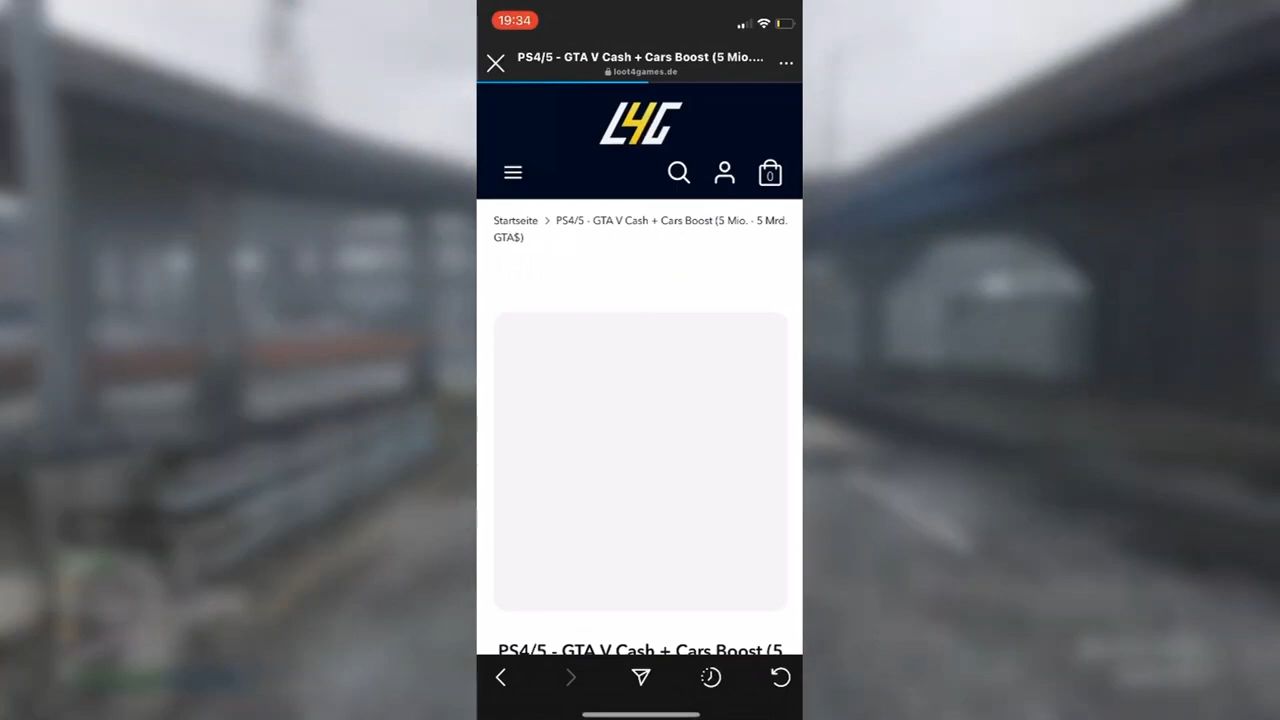 19:34
PS4/5 - GTA V Cash + Cars Boost (5 Mio....
loot4games.de
L4G
0
Startseite > PS4/5 - GTA V Cash + Cars Boost (5 Mio. - 5 Mrd.
GTA$)
PS4/5 - GTA V Cash + Cars Boost (5